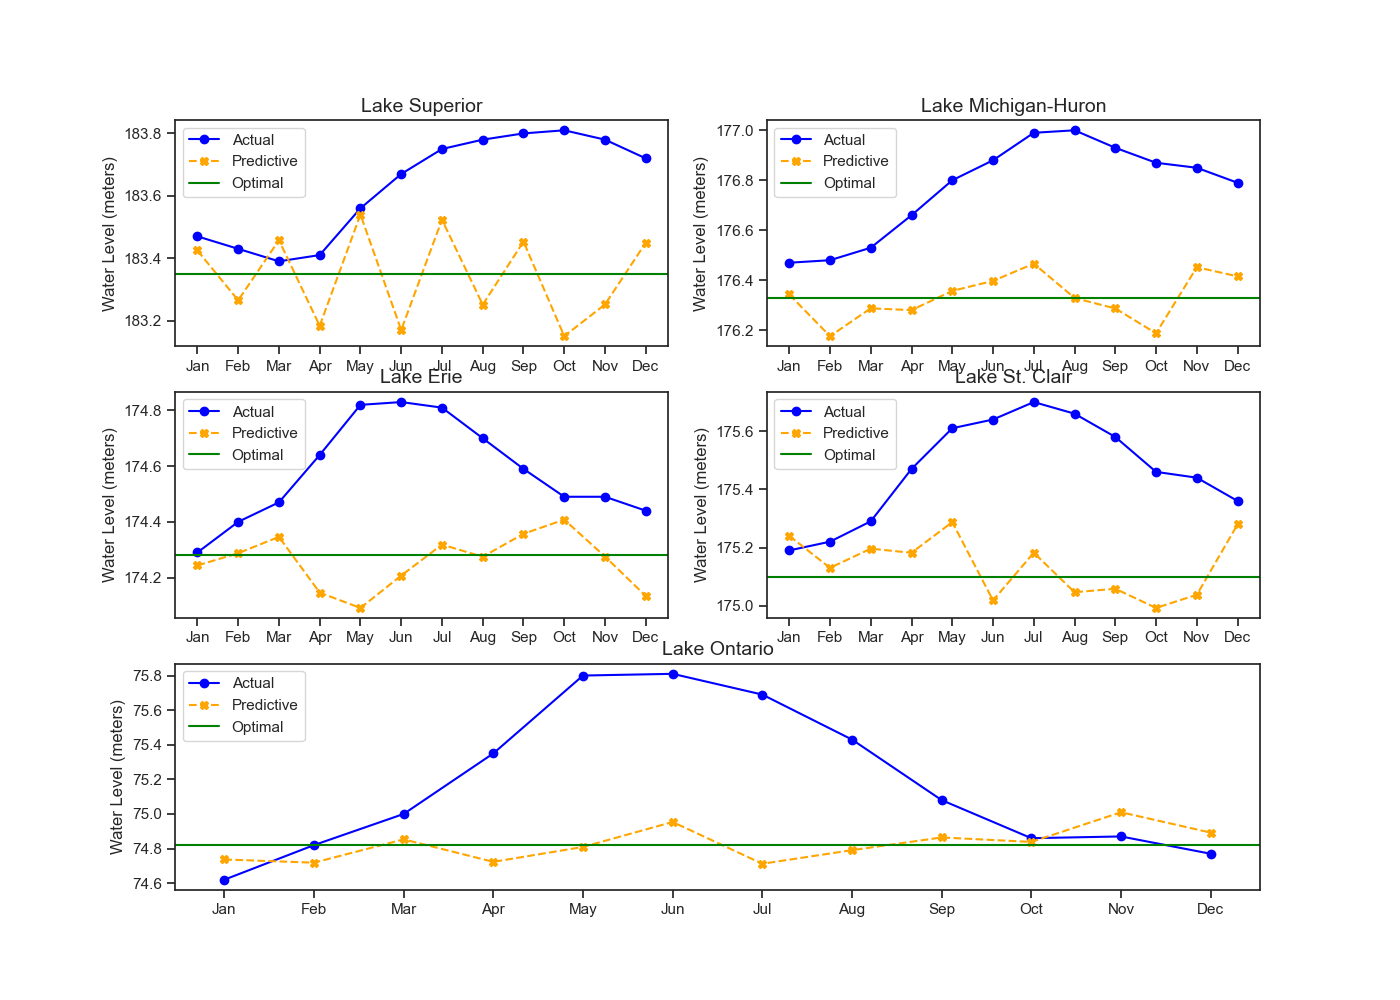 Lake Superior
Water Level (meters)
183.8
183.6
183.4
183.2
Actual
Predictive
Optimal
Jan Feb Mar Apr May Jun Jul Aug Sep Oct Nov Dec
Lake Michigan-Huron
Water Level (meters)
177.0
176.8
176.6
176.4
176.2
Actual
Predictive
Optimal
Jan Feb Mar Apr May Jun Jul Aug Sep Oct Nov Dec
Lake Erie
Water Level (meters)
174.8
174.6
174.4
174.2
Actual
Predictive
Optimal
Jan Feb Mar Apr May Jun Jul Aug Sep Oct Nov Dec
Lake St. Clair
Water Level (meters)
175.6
175.4
175.2
175.0
Actual
Predictive
Optimal
Jan Feb Mar Apr May Jun Jul Aug Sep Oct Nov Dec
Lake Ontario
Water Level (meters)
75.8
75.6
75.4
75.2
75.0
74.8
74.6
Actual
Predictive
Optimal
Jan Feb Mar Apr May Jun Jul Aug Sep Oct Nov Dec